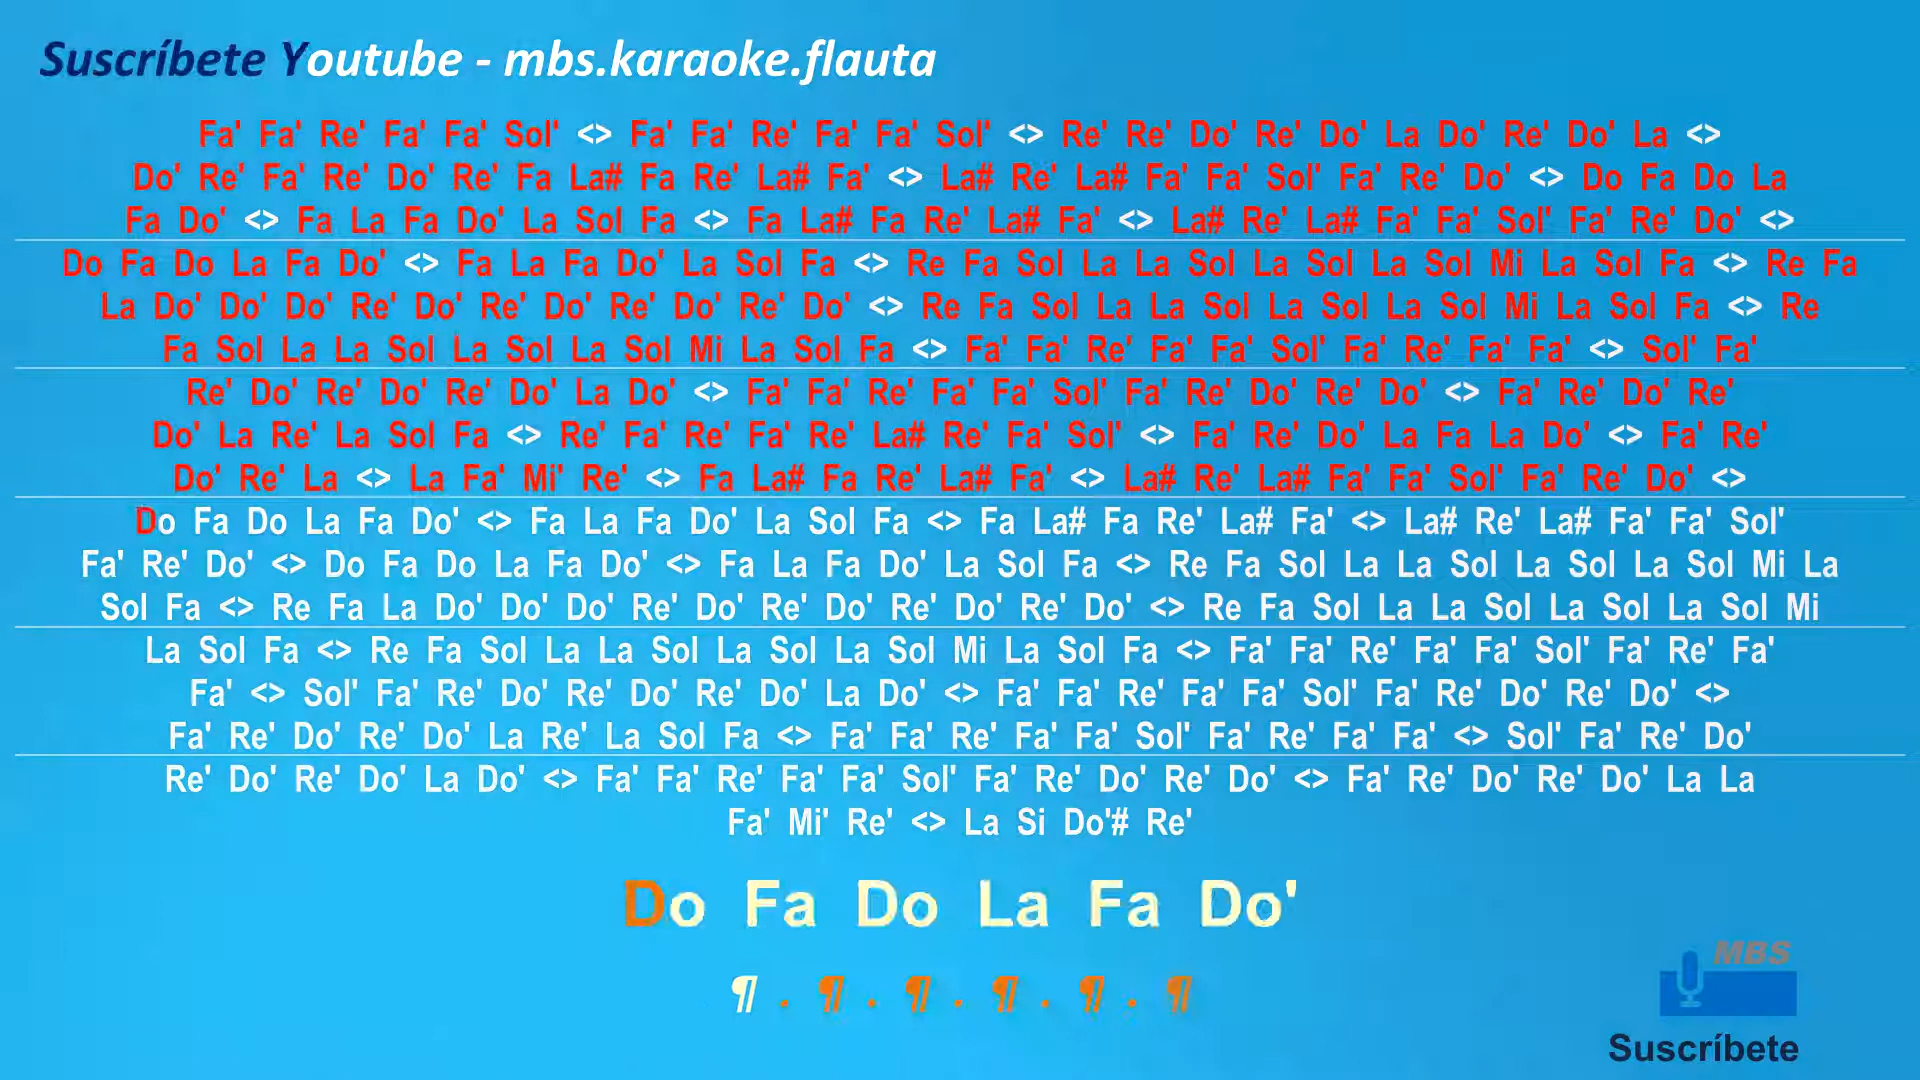 Suscríbete Youtube - mbs.karaoke.flauta
Fa' Fa' Re' Fa' Fa' Sol' <> Fa' Fa' Re' Fa' Fa' Sol' <> Re' Re' Do' Re' Do' La Do' Re' Do' La <>
Do' Re' Fa' Re' Do' Re' Fa La# Fa Re' La# Fa' <> La# Re' La# Fa' Fa' Sol' Fa' Re' Do' <> Do Fa Do La
Fa Do' <> Fa La Fa Do' La Sol Fa <> Fa La# Fa Re' La# Fa' <> La# Re' La# Fa' Fa' Sol' Fa' Re' Do' <>
Do Fa Do La Fa Do' <> Fa La Fa Do' La Sol Fa <> Re Fa Sol La La Sol La Sol La Sol Mi La Sol Fa <> Re Fa
La Do' Do' Do' Re' Do' Re' Do' Re' Do' Re' Do' <> Re Fa Sol La La Sol La Sol La Sol Mi La Sol Fa <> Re
Fa Sol La La Sol La Sol La Sol Mi La Sol Fa <> Fa' Fa' Re' Fa' Fa' Sol' Fa' Re' Fa' Fa' <> Sol' Fa'
Re' Do' Re' Do' Re' Do' La Do' <> Fa' Fa' Re' Fa' Fa' Sol' Fa' Re' Do' Re' Do' <> Fa' Re' Do' Re'
Do' La Re' La Sol Fa <> Re' Fa' Re' Fa' Re' La# Re' Fa' Sol' <> Fa' Re' Do' La Fa La Do' <> Fa' Re'
Do' Re' La <> La Fa' Mi' Re' <> Fa La# Fa Re' La# Fa' <> La# Re' La# Fa' Fa' Sol' Fa' Re' Do' <>
Do Fa Do La Fa Do' <> Fa La Fa Do' La Sol Fa <> Fa La# Fa Re' La# Fa' <> La# Re' La# Fa' Fa' Sol'
Fa' Re' Do' <> Do Fa Do La Fa Do' <> Fa La Fa Do' La Sol Fa <> Re Fa Sol La La Sol La Sol La Sol Mi La
Sol Fa <> Re Fa La Do' Do' Do' Re' Do' Re' Do' Re' Do' Re' Do' <> Re Fa Sol La La Sol La Sol La Sol Mi
La Sol Fa <> Re Fa Sol La La Sol La Sol La Sol Mi La Sol Fa <> Fa' Fa' Re' Fa' Fa' Sol' Fa' Re' Fa'
Fa' <> Sol' Fa' Re' Do' Re' Do' Re' Do' La Do' <> Fa' Fa' Re' Fa' Fa' Sol' Fa' Re' Do' Re' Do' <>
Fa' Re' Do' Re' Do' La Re' La Sol Fa <> Fa' Fa' Re' Fa' Fa' Sol' Fa' Re' Fa' Fa' <> Sol' Fa' Re' Do'
Re' Do' Re' Do' La Do' <> Fa' Fa' Re' Fa' Fa' Sol' Fa' Re' Do' Re' Do' <> Fa' Re' Do' Re' Do' La La
Fa' Mi' Re' <> La Si Do'# Re'
Do Fa Do La Fa Do'
¶ . ¶ . ¶ . ¶ . ¶ . ¶
MBS
Suscríbete